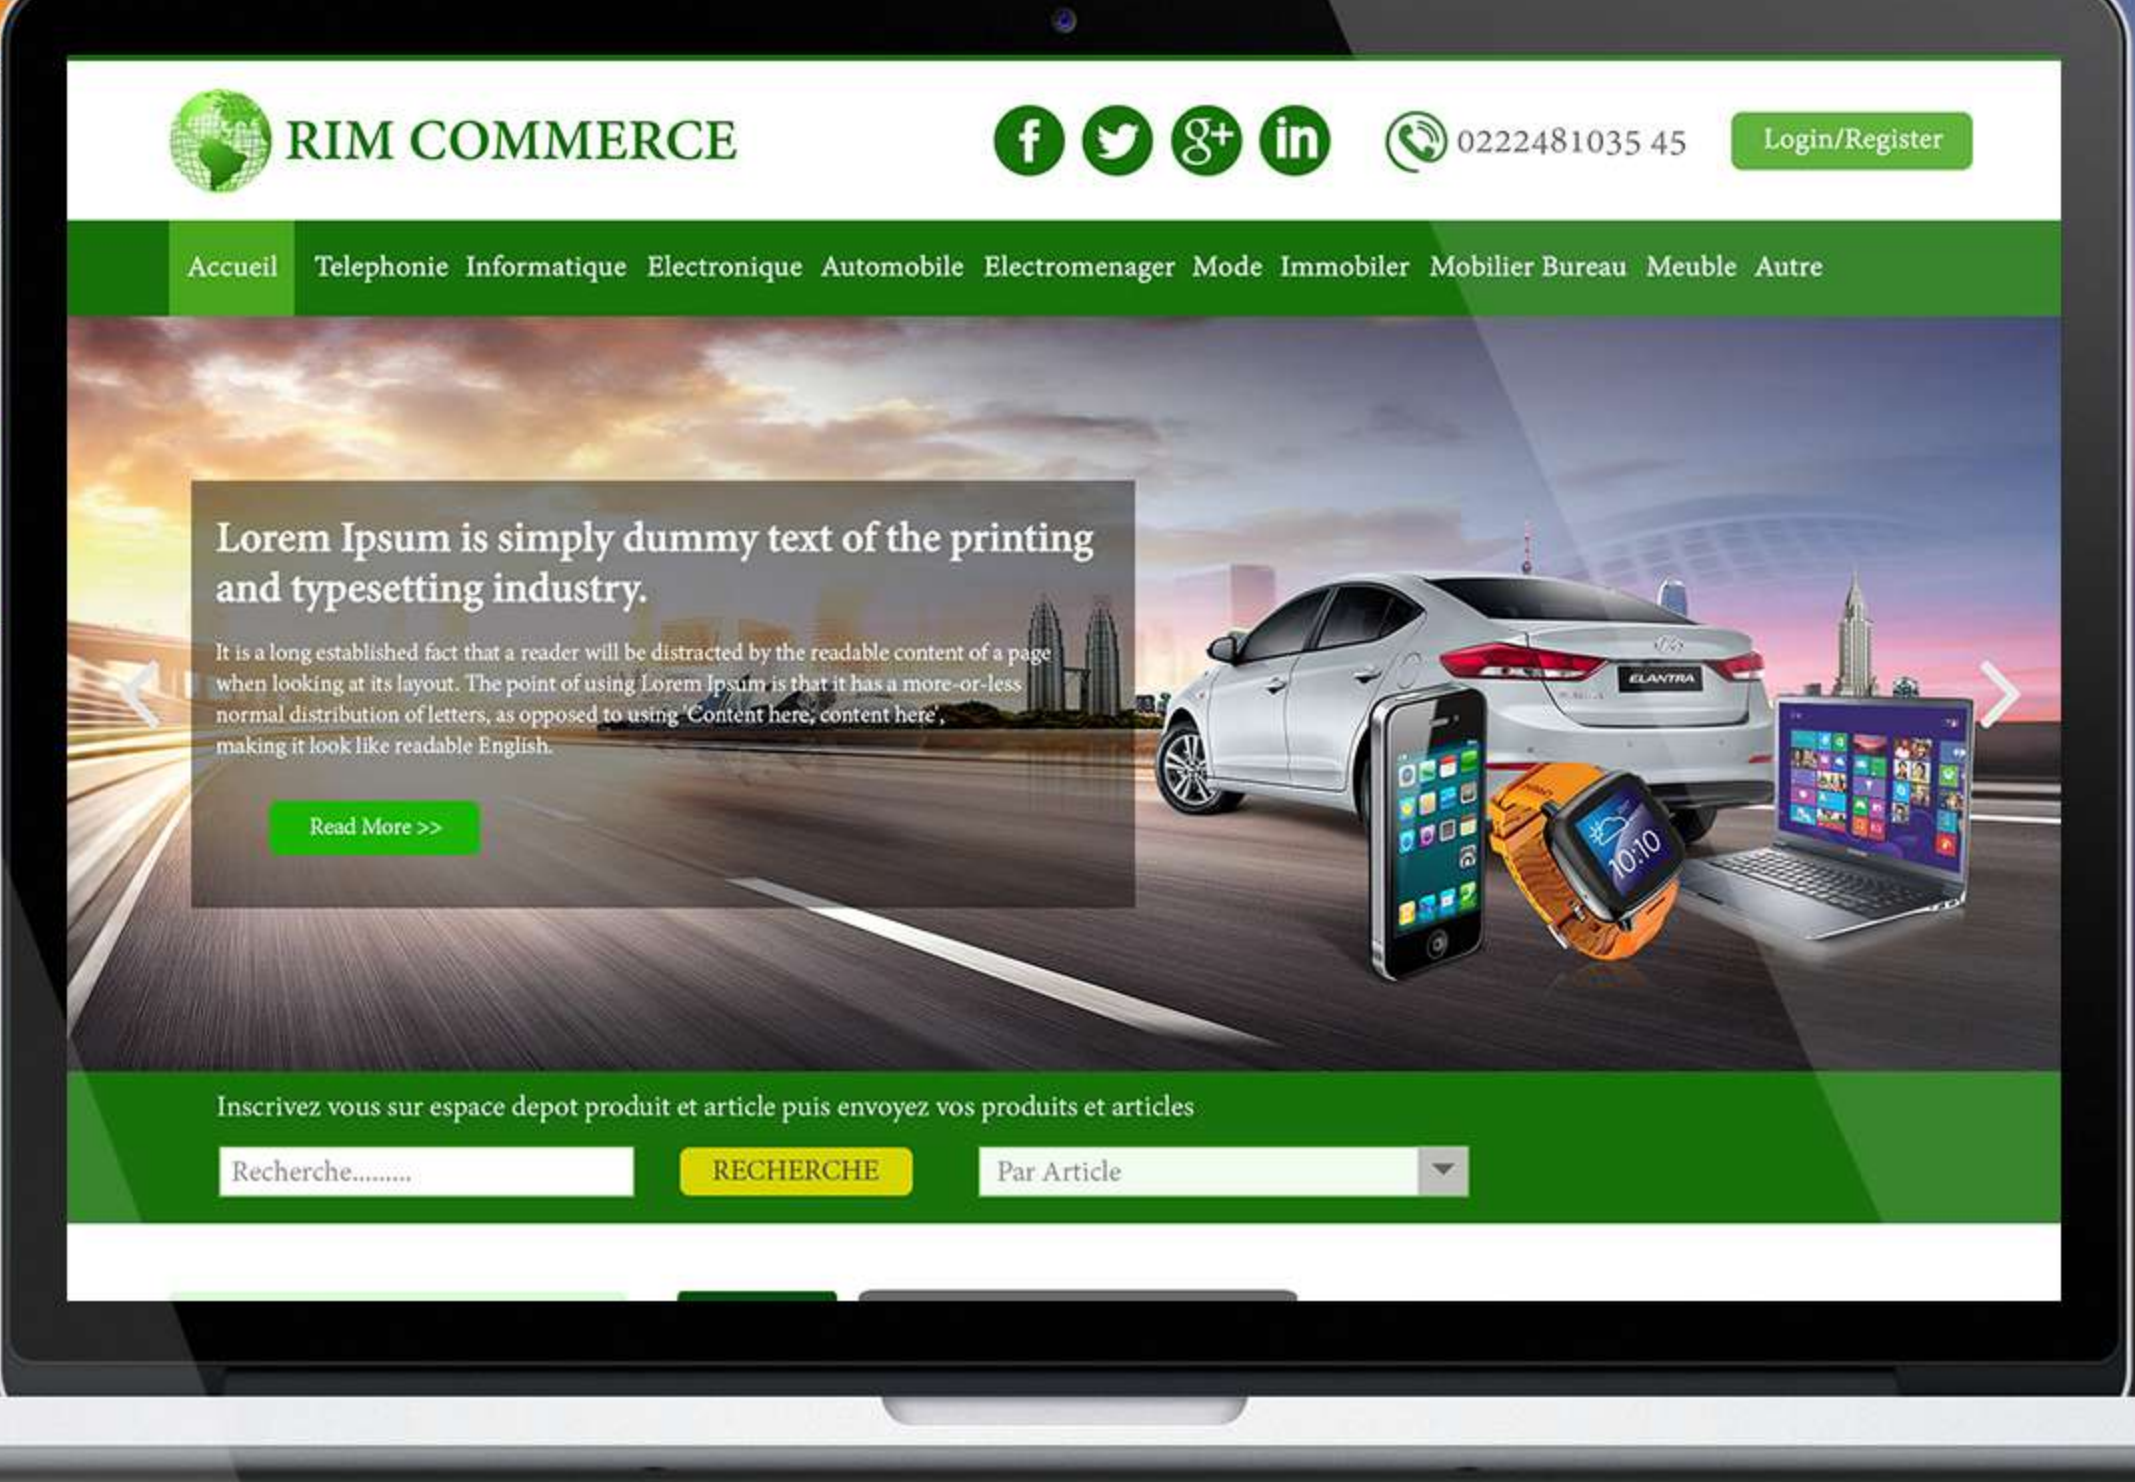 RIM COMMERCE
f
g+
in
0222481035 45
Login/Register
Accueil Telephonie Informatique Electronique Automobile Electromenager Mode Immobiler Mobilier Bureau Meuble Autre
Lorem Ipsum is simply dummy text of the printing
and typesetting industry.
It is a long established fact that a reader will be distracted by the readable content of a page
when looking at its layout. The point of using Lorem Ipsum is that it has a more-or-less
normal distribution of letters, as opposed to using 'Content here, content here',
making it look like readable English.
Read More >>
ELANTRA
10:10
Inscrivez vous sur espace depot produit et article puis envoyez vos produits et articles
Recherche.........
RECHERCHE
Par Article